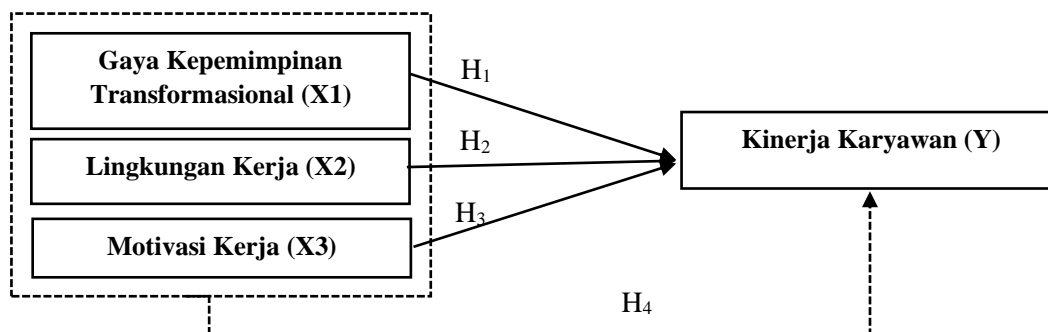 Gaya Kepemimpinan
Transformasional (X1)
H1
Lingkungan Kerja (X2)
H2
Kinerja Karyawan (Y)
H3
Motivasi Kerja (X3)
H4